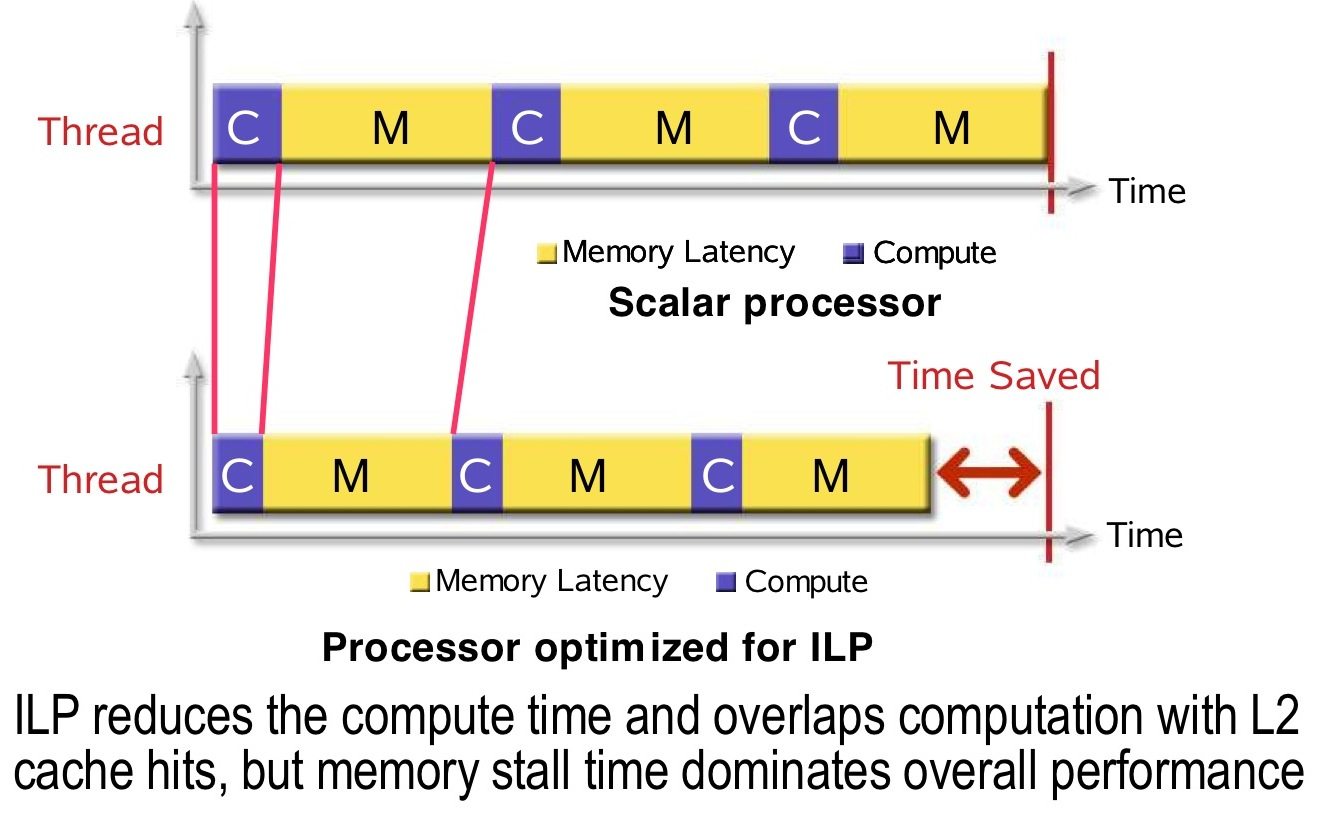 Thread C M C M C M
Time
Memory Latency Compute
Scalar processor
Time Saved
Thread C M C M C M
Time
Memory Latency Compute
Processor optimized for ILP
ILP reduces the compute time and overlaps computation with L2
cache hits, but memory stall time dominates overall performance